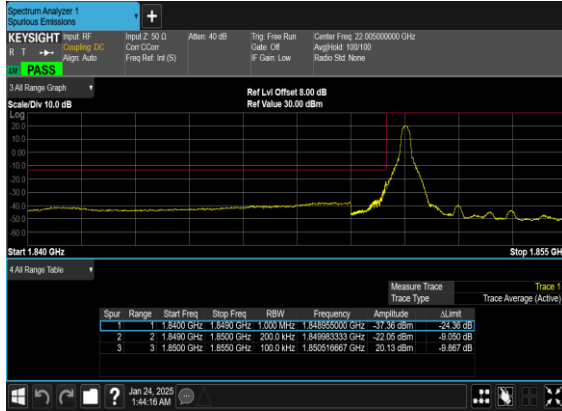 Spectrum Analyzer 1
Spurious Emissions
KEYSIGHT Input: RF Input Z: 50 Ω Atten: 40 dB Trig: Free Run Center Freq: 22.005000000 GHz
R T Coupling: DC Corr CCorr Gate: Off Avg|Hold: 100/100
Align: Auto Freq Ref: Int (S) IF Gain: Low Radio Std: None
PASS
3 All Range Graph
Ref Lvl Offset 8.00 dB
Scale/Div 10.0 dB Ref Value 30.00 dBm
Log
20.0
10.0
0.00
-10.0
-20.0
-30.0
-40.0
-50.0
-60.0
Start 1.840 GHz Stop 1.855 GH
4 All Range Table
Measure Trace Trace 1
Trace Type Trace Average (Active)
Spur Range Start Freq Stop Freq RBW Frequency Amplitude ΔLimit
1 1 1.8400 GHz 1.8490 GHz 1.000 MHz 1.848955000 GHz -37.36 dBm -24.36 dB
2 2 1.8490 GHz 1.8500 GHz 200.0 kHz 1.849983333 GHz -22.05 dBm -9.050 dB
3 3 1.8500 GHz 1.8550 GHz 100.0 kHz 1.850516667 GHz 20.13 dBm -9.867 dB
Jan 24, 2025
1:44:16 AM